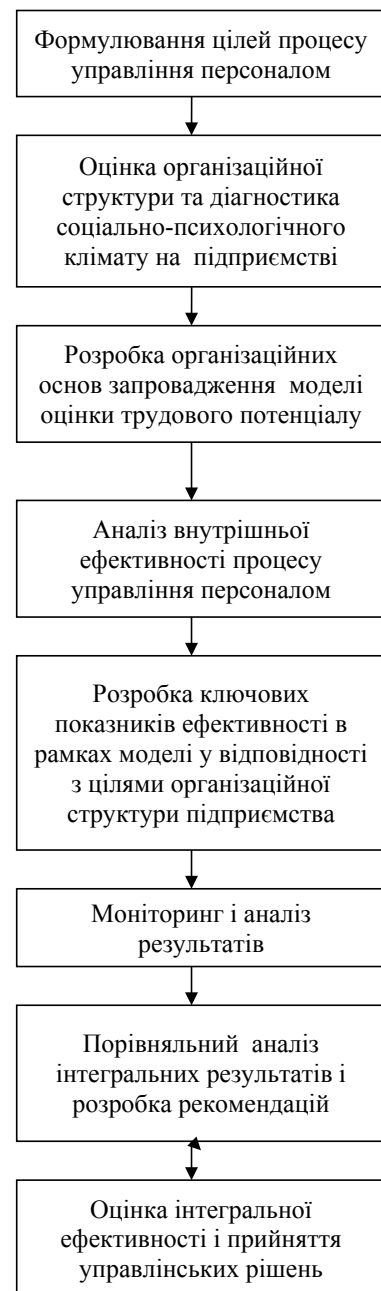 Формулювання цілей процесу
управління персоналом
Оцінка організаційної
структури та діагностика
соціально-психологічного
клімату на підприємстві
Розробка організаційних
основ запровадження моделі
оцінки трудового потенціалу
Аналіз внутрішньої
ефективності процесу
управління персоналом
Розробка ключових
показників ефективності в
рамках моделі у відповідності
з цілями організаційної
структури підприємства
Моніторинг і аналіз
результатів
Порівняльний аналіз
інтегральних результатів і
розробка рекомендацій
Оцінка інтегральної
ефективності і прийняття
управлінських рішень